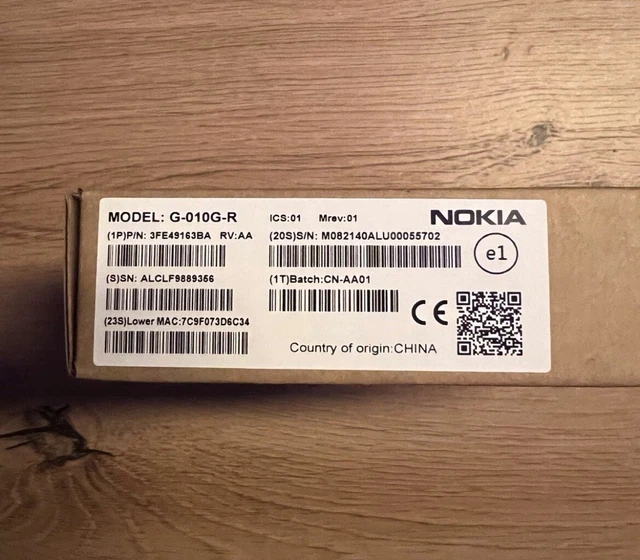 MODEL: G-010G-R
ICS:01 Mrev:01
NOKIA
(1P)P/N: 3FE49163BA RV:AA
(20S)S/N: M082140ALU00055702
e1
(S)SN: ALCLF9889356
(1T)Batch:CN-AA01
CE
(23S)Lower MAC:7C9F073D6C34
Country of origin:CHINA